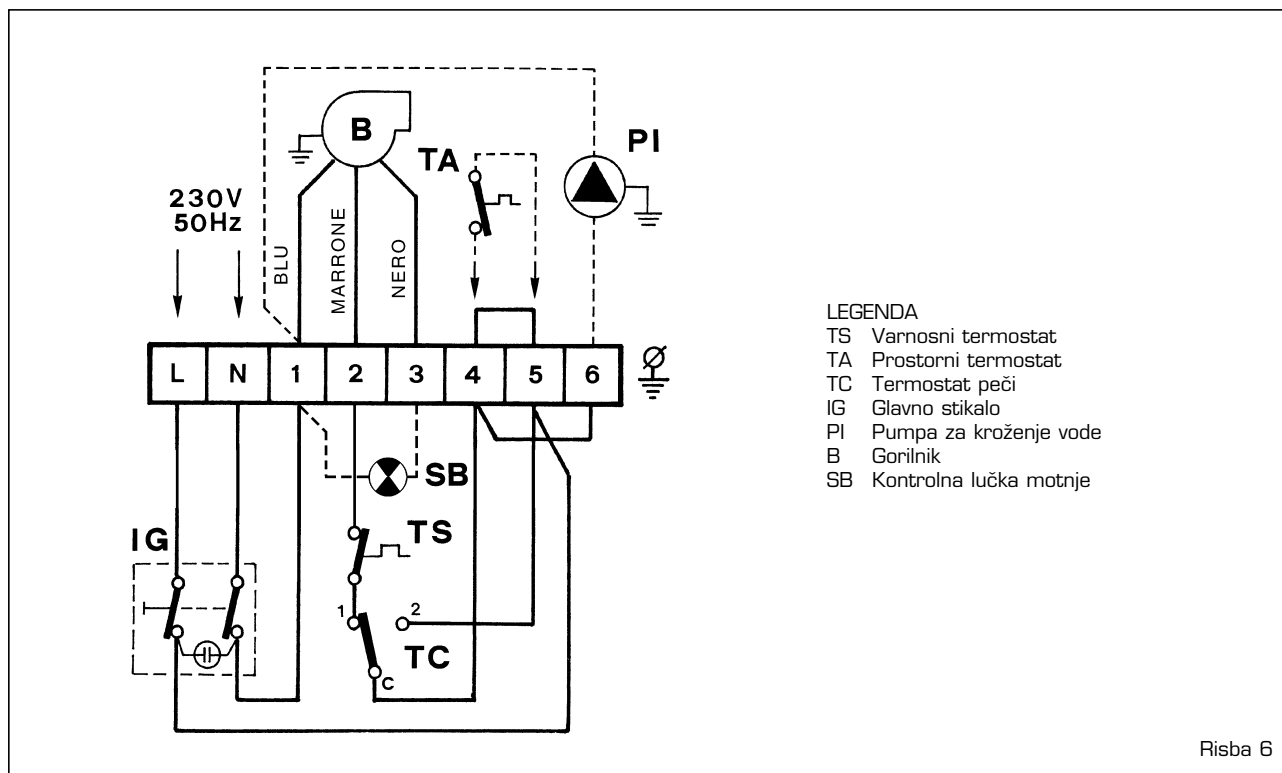 230V
50Hz
B
TA
PI
BLU
MARRONE
NERO
L N 1 2 3 4 5 6
SB
TS
IG
1 2
TC
C
LEGENDA
TS Varnosni termostat
TA Prostorni termostat
TC Termostat peči
IG Glavno stikalo
PI Pumpa za kroženje vode
B Gorilnik
SB Kontrolna lučka motnje
Risba 6